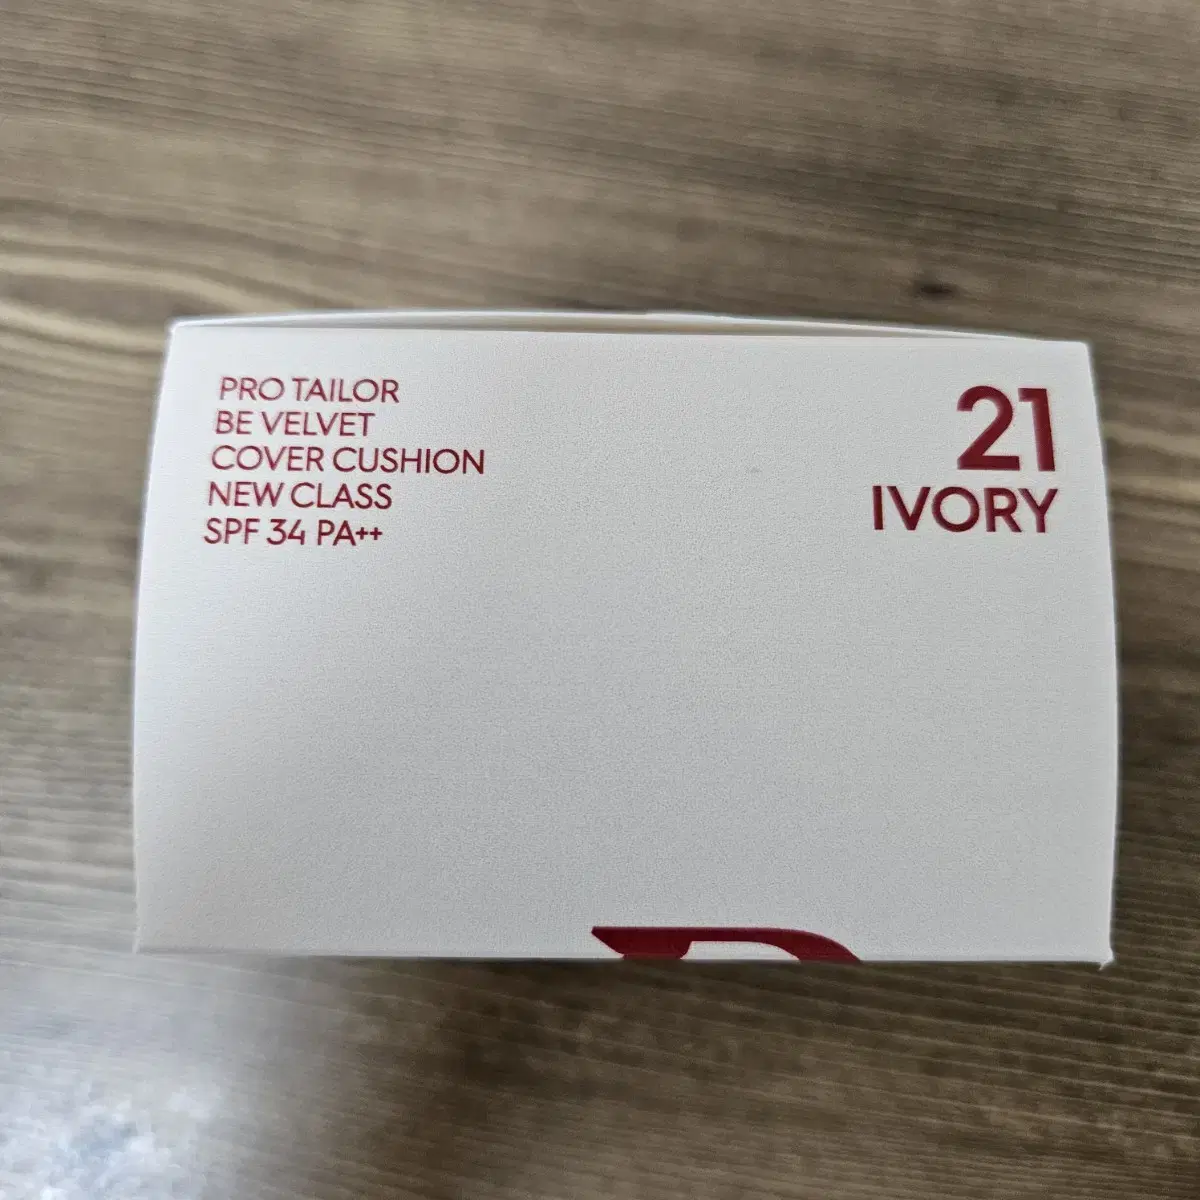 PRO TAILOR
BE VELVET
COVER CUSHION
NEW CLASS
SPF 34 PA++
21
IVORY